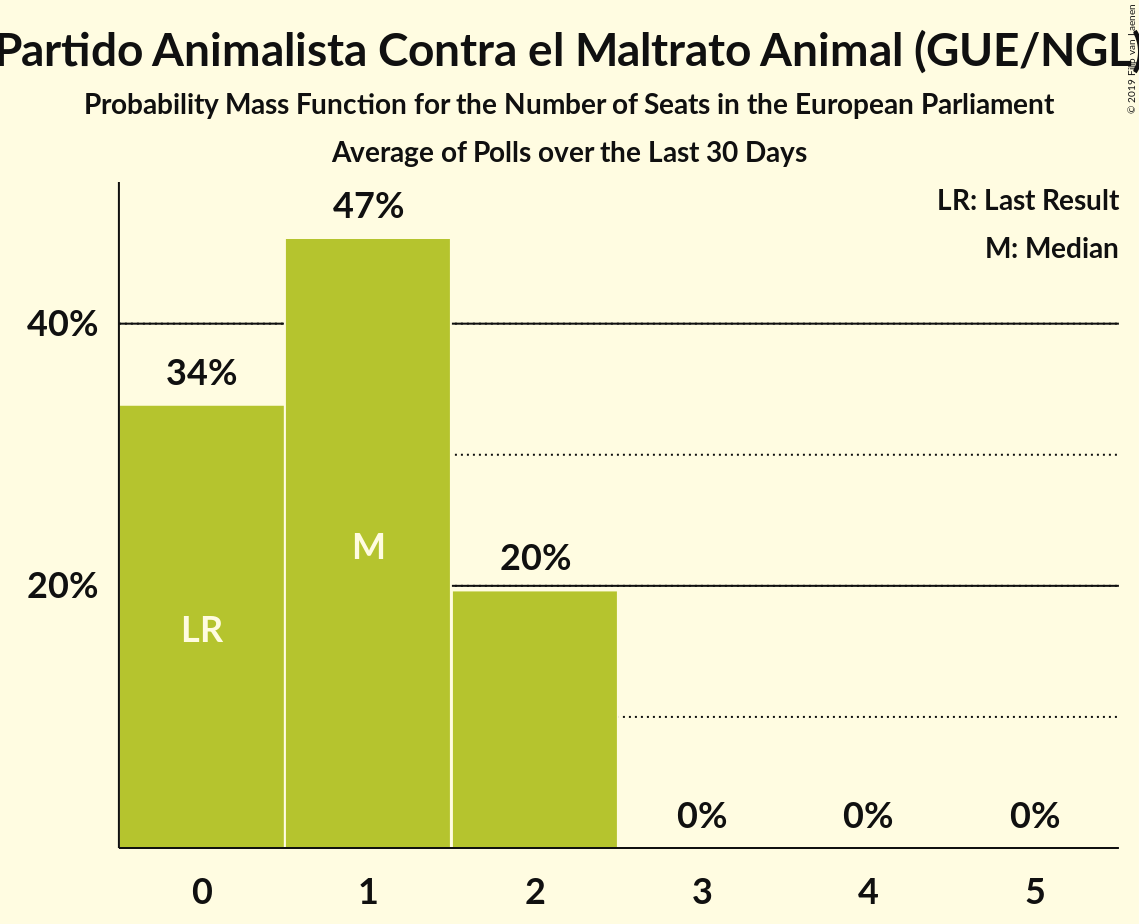 Partido Animalista Contra el Maltrato Animal (GUE/NGL)
© 2019 Filip van Laenen
Probability Mass Function for the Number of Seats in the European Parliament
Average of Polls over the Last 30 Days
LR: Last Result
M: Median
47%
40%
34%
M
20%
20%
LR
0%
0%
0%
0
1
2
3
4
5